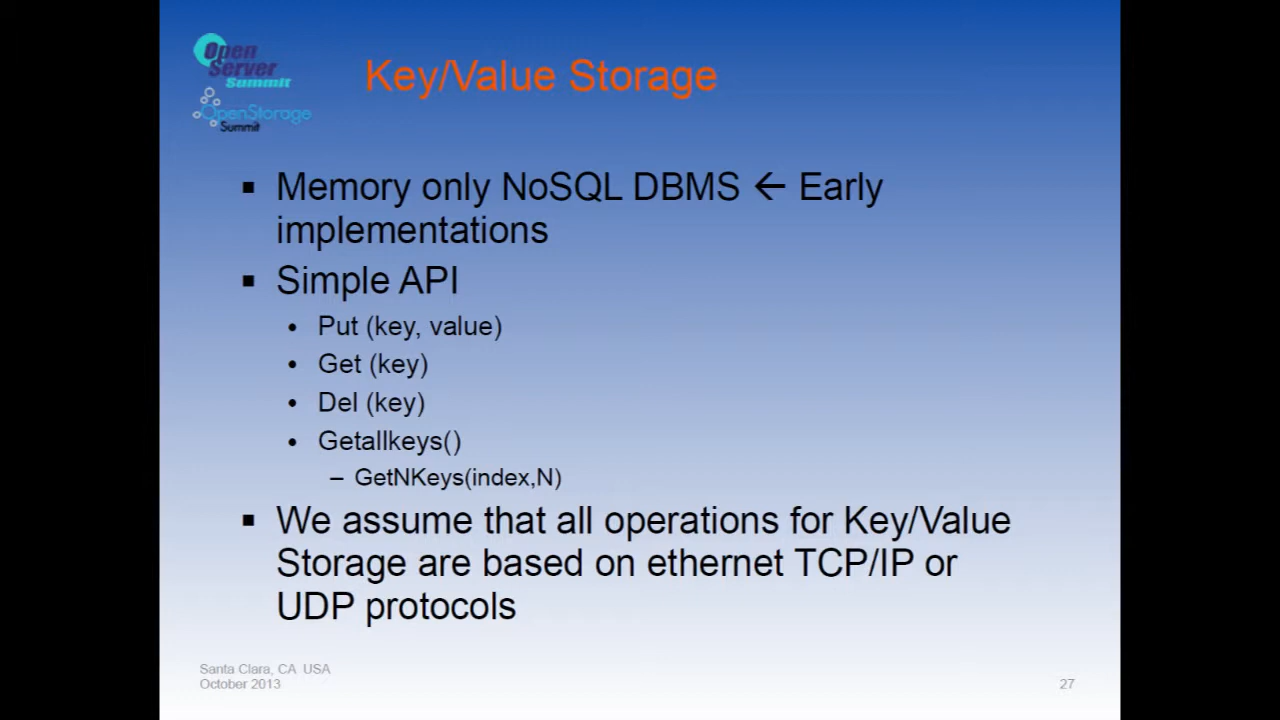 Open
Server
Summit
OpenStorage
Summit
Key/Value Storage
▪ Memory only NoSQL DBMS ← Early
implementations
▪ Simple API
• Put (key, value)
• Get (key)
• Del (key)
• Getallkeys()
– GetNKeys(index,N)
▪ We assume that all operations for Key/Value
Storage are based on ethernet TCP/IP or
UDP protocols
Santa Clara, CA USA
October 2013
27